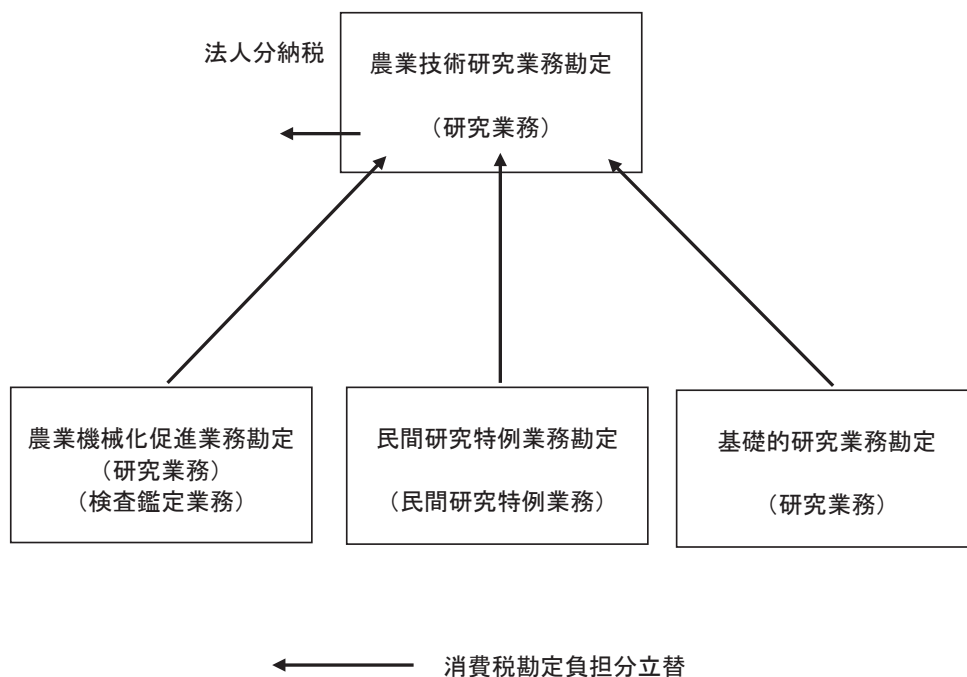 法人分納税
農業技術研究業務勘定
（研究業務）
農業機械化促進業務勘定
（研究業務）
（検査鑑定業務）
民間研究特例業務勘定
（民間研究特例業務）
基礎的研究業務勘定
（研究業務）
消費税勘定負担分立替